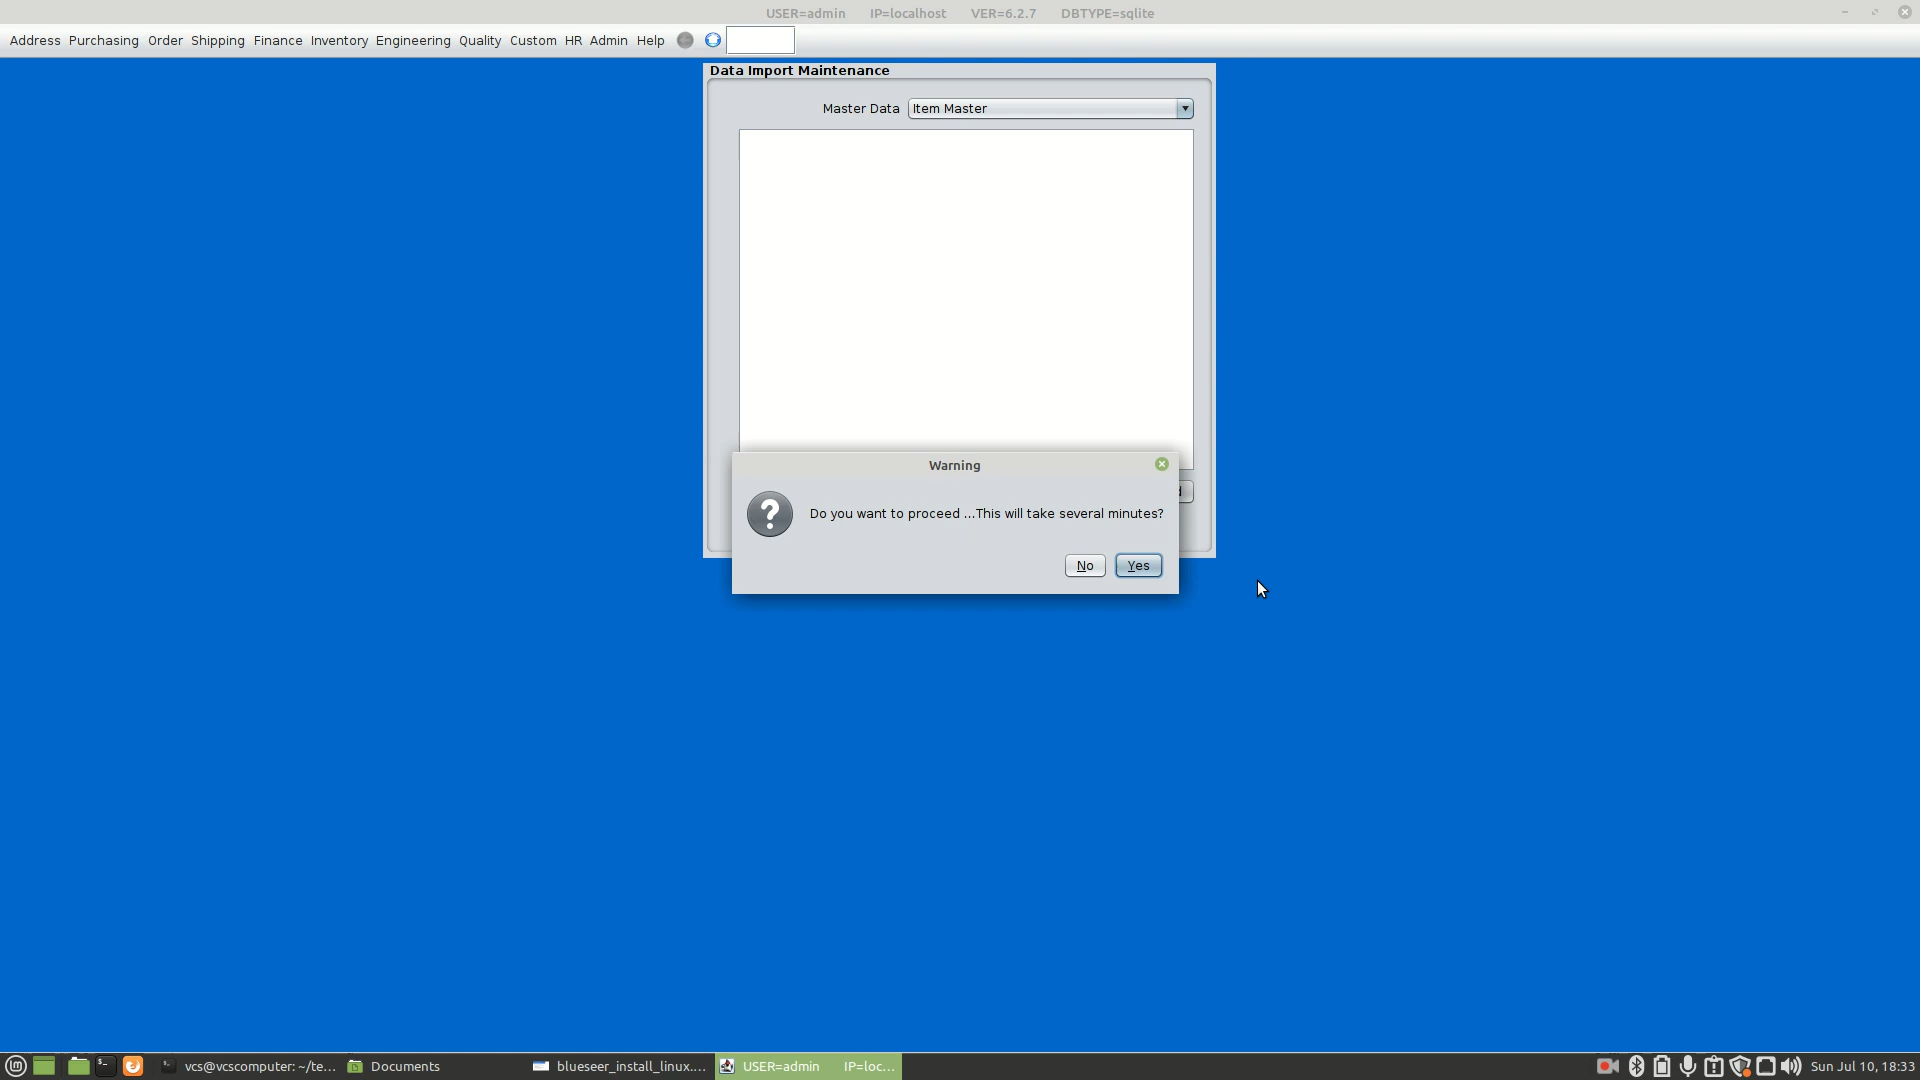 USER=admin IP=localhost VER=6.2.7 DBTYPE=sqlite
Address Purchasing Order Shipping Finance Inventory Engineering Quality Custom HR Admin Help
Data Import Maintenance
Master Data Item Master
Warning
?
Do you want to proceed ...This will take several minutes?
No Yes
vcs@vcscomputer: ~/te... Documents blueseer_install_linux.... USER=admin IP=loc... Sun Jul 10, 18:33